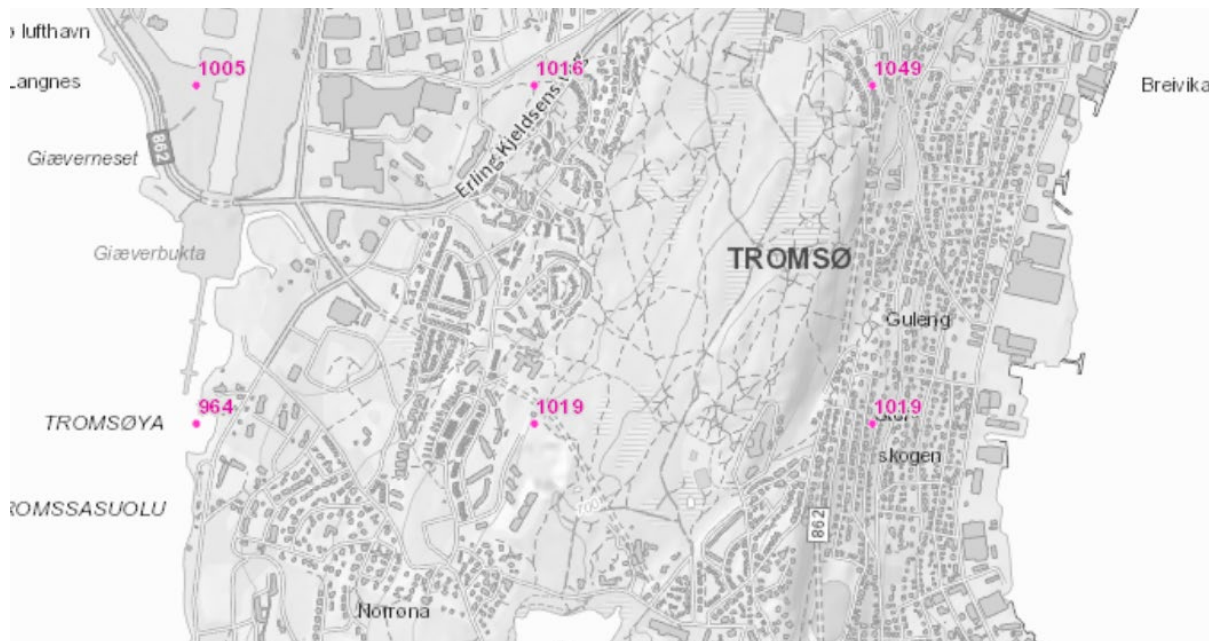 lufthavn
1005
1016
1049
Langnes
Breivika
862
Giæverneset
Erling Kjeldsens
Giæverbukta
TROMSØ
Guleng
964
1019
1019
TROMSØYA
skogen
ROMSSASUOLU
700
862
Norrøna